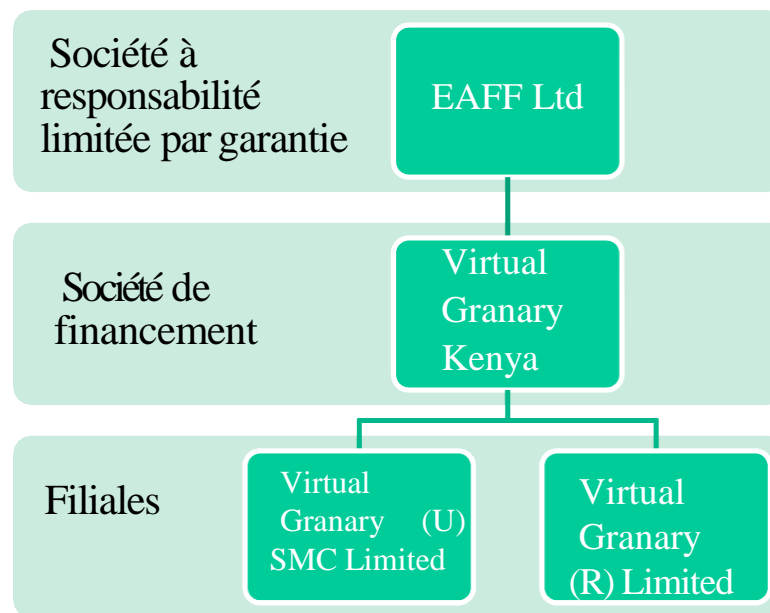 Société à
responsabilité
limitée par garantie
EAFF Ltd
Société de
financement
Virtual
Granary
Kenya
Filiales
Virtual
Granary (U)
SMC Limited
Virtual
Granary
(R) Limited